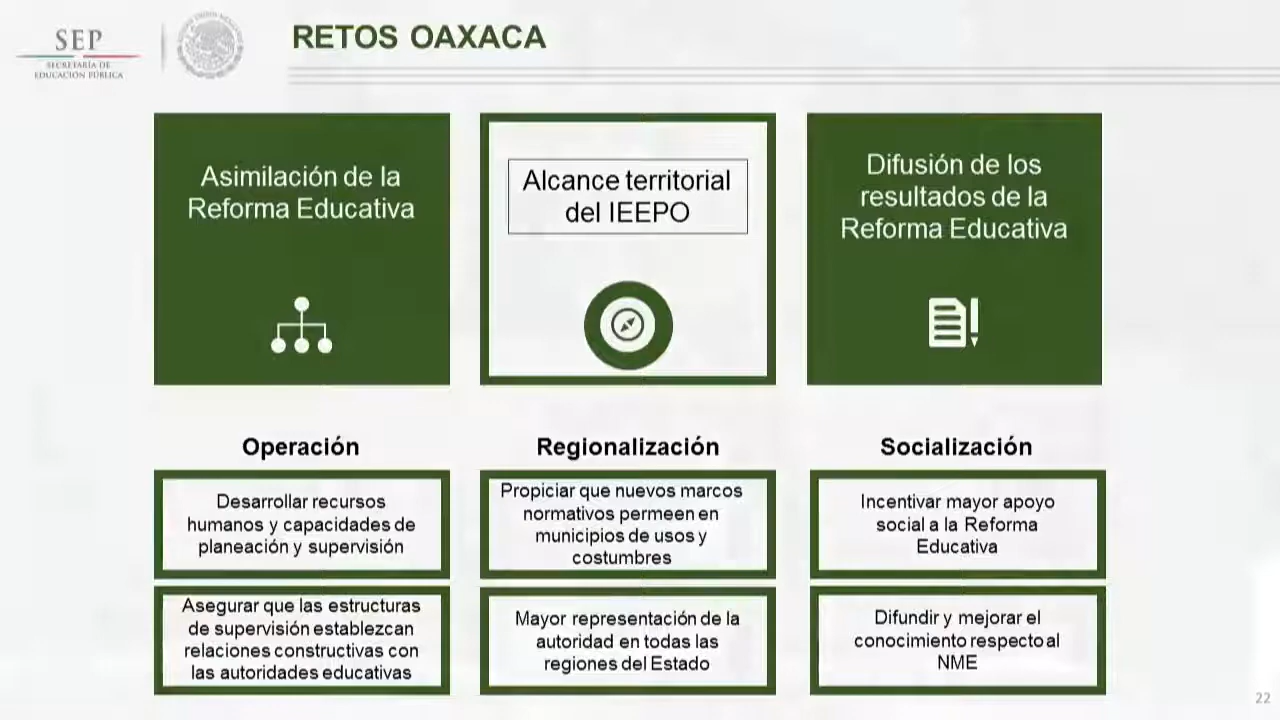 SEP
SECRETARÍA DE
EDUCACIÓN PÚBLICA
RETOS OAXACA
Asimilación de la
Reforma Educativa
Alcance territorial
del IEEPO
Difusión de los
resultados de la
Reforma Educativa
Operación
Desarrollar recursos
humanos y capacidades de
planeación y supervisión
Asegurar que las estructuras
de supervisión establezcan
relaciones constructivas con
las autoridades educativas
Regionalización
Propiciar que nuevos marcos
normativos permeen en
municipios de usos y
costumbres
Mayor representación de la
autoridad en todas las
regiones del Estado
Socialización
Incentivar mayor apoyo
social a la Reforma
Educativa
Difundir y mejorar el
conocimiento respecto al
NME
22